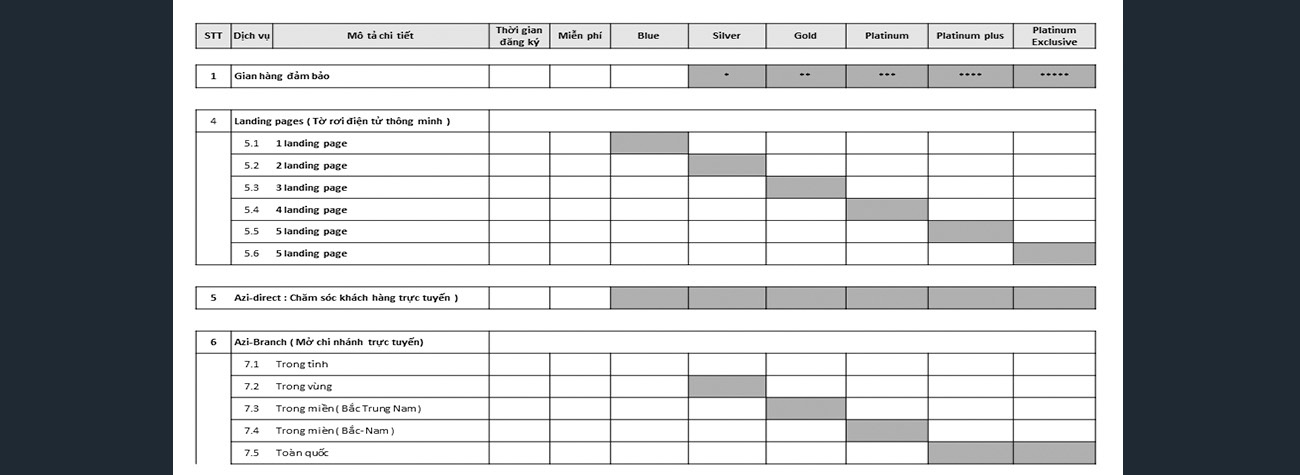 STT Dịch vụ Mô tả chi tiết Thời gian đăng ký Miễn phí Blue Silver Gold Platinum Platinum plus Platinum Exclusive
1 Gian hàng đảm bảo * ** *** **** *****
4 Landing pages ( Tờ rơi điện tử thông minh )
5.1 1 landing page
5.2 2 landing page
5.3 3 landing page
5.4 4 landing page
5.5 5 landing page
5.6 5 landing page
5 Azi-direct : Chăm sóc khách hàng trực tuyến )
6 Azi-Branch ( Mở chi nhánh trực tuyến)
7.1 Trong tỉnh
7.2 Trong vùng
7.3 Trong miền ( Bắc Trung Nam )
7.4 Trong mièn ( Bắc- Nam )
7.5 Toàn quốc